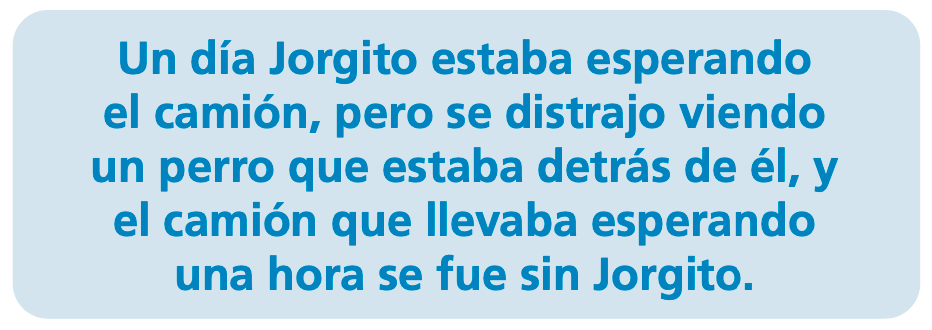 Un día Jorgito estaba esperando
el camión, pero se distrajo viendo
un perro que estaba detrás de él, y
el camión que llevaba esperando
una hora se fue sin Jorgito.